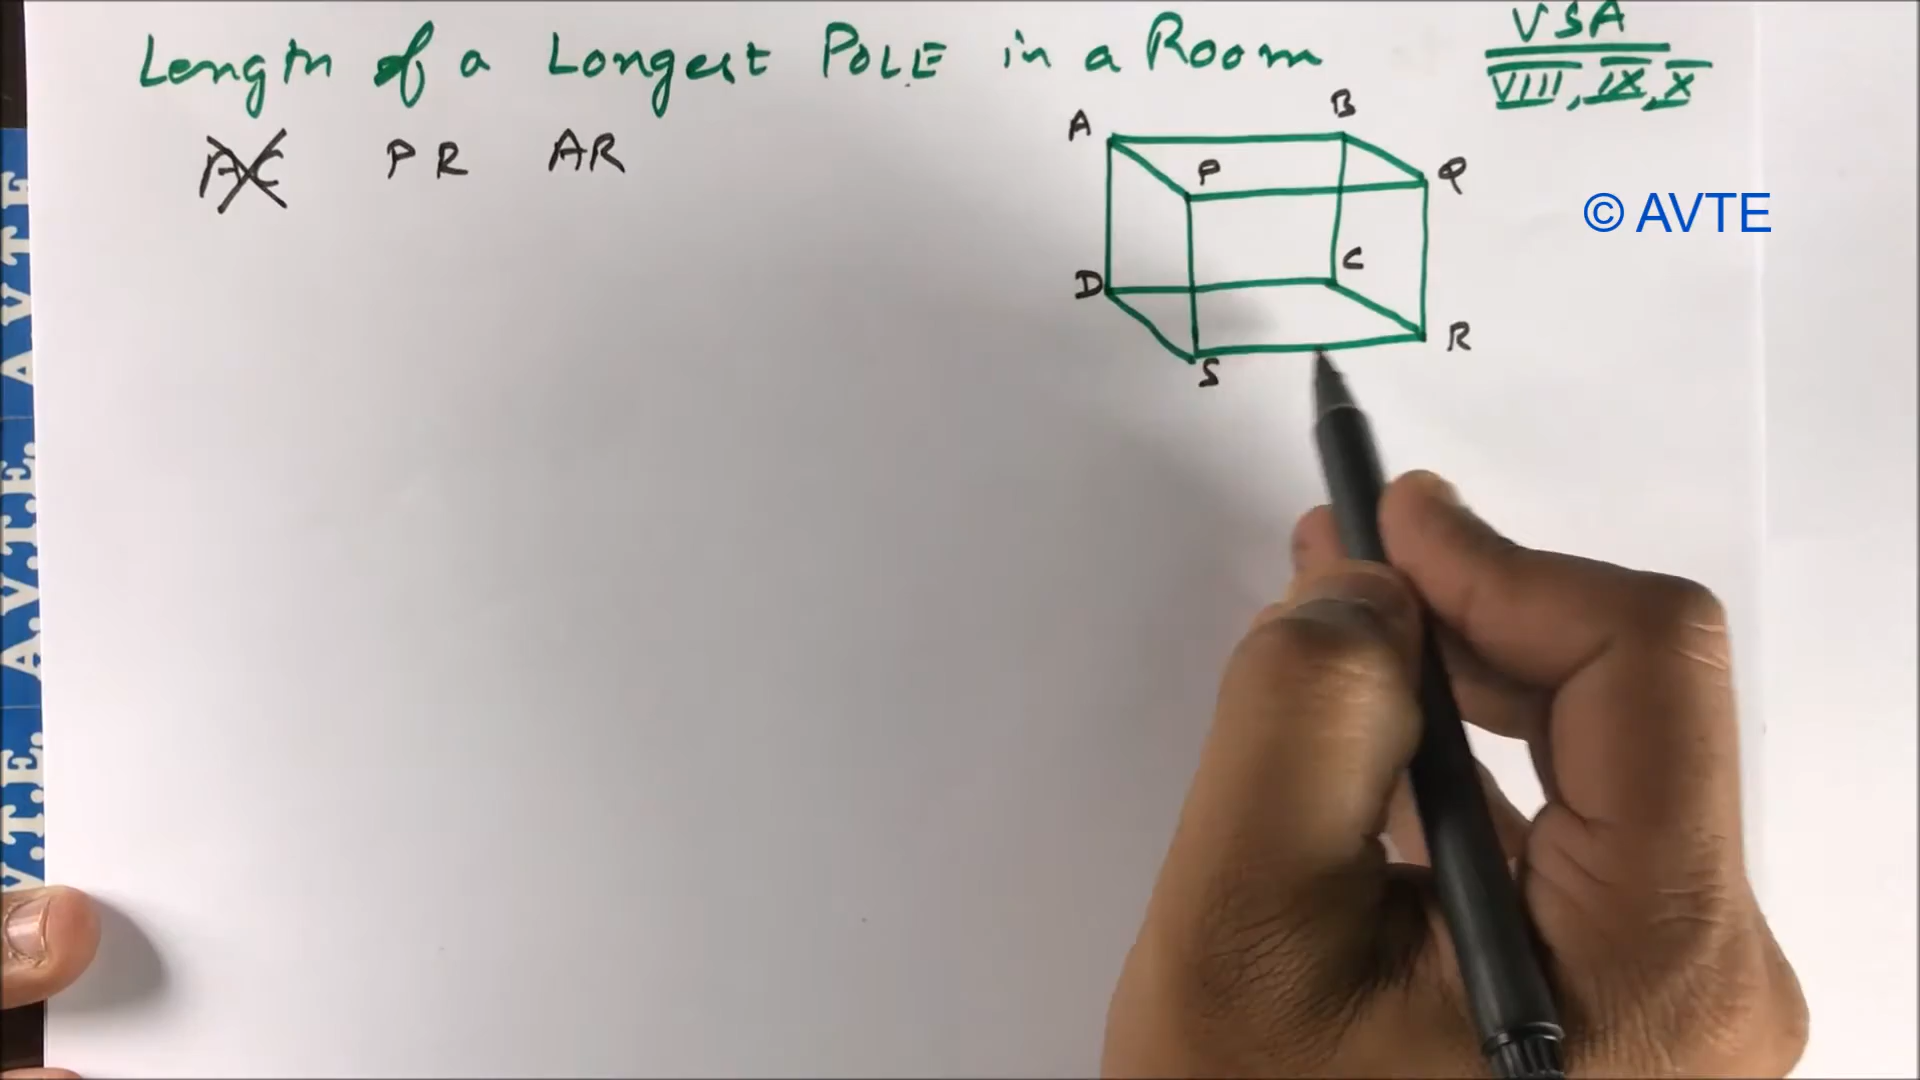 Length of a Longest POLE in a Room
VSA
VIII, IX, X
AC PR AR
A
B
P
Q
© AVTE
C
D
R
S
A.V.T.E. A.V.T.E. A.V.T.E.